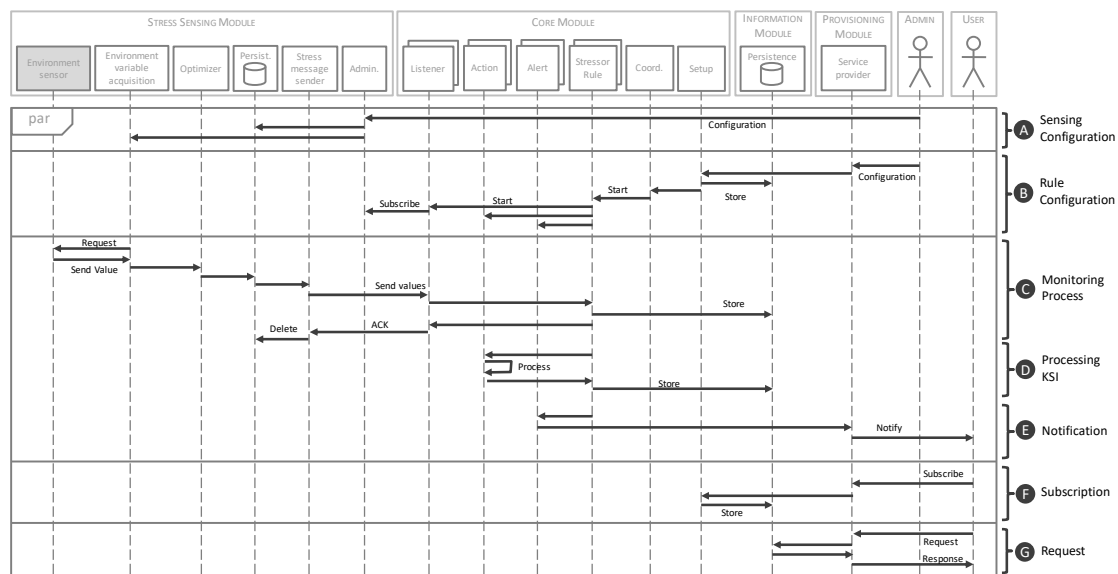 STRESS SENSING MODULE
CORE MODULE
INFORMATION
MODULE
PROVISIONING
MODULE
ADMIN
USER
Environment
sensor
Environment
variable
acquisition
Optimizer
Persist.
Stress
message
sender
Admin.
Listener
Action
Alert
Stressor
Rule
Coord.
Setup
Persistence
Service
provider
par
Configuration
A
Sensing
Configuration
Configuration
Store
Start
Start
Subscribe
B
Rule
Configuration
Request
Send Value
Send values
Store
ACK
Delete
C
Monitoring
Process
Process
Store
D
Processing
KSI
Notify
E
Notification
Subscribe
Store
F
Subscription
Request
Response
G
Request